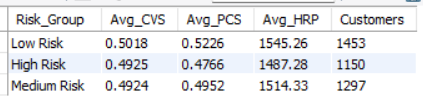 Risk_Group Avg_CVS Avg_PCS Avg_HRP Customers
Low Risk 0.5018 0.5226 1545.26 1453
High Risk 0.4925 0.4766 1487.28 1150
Medium Risk 0.4924 0.4952 1514.33 1297